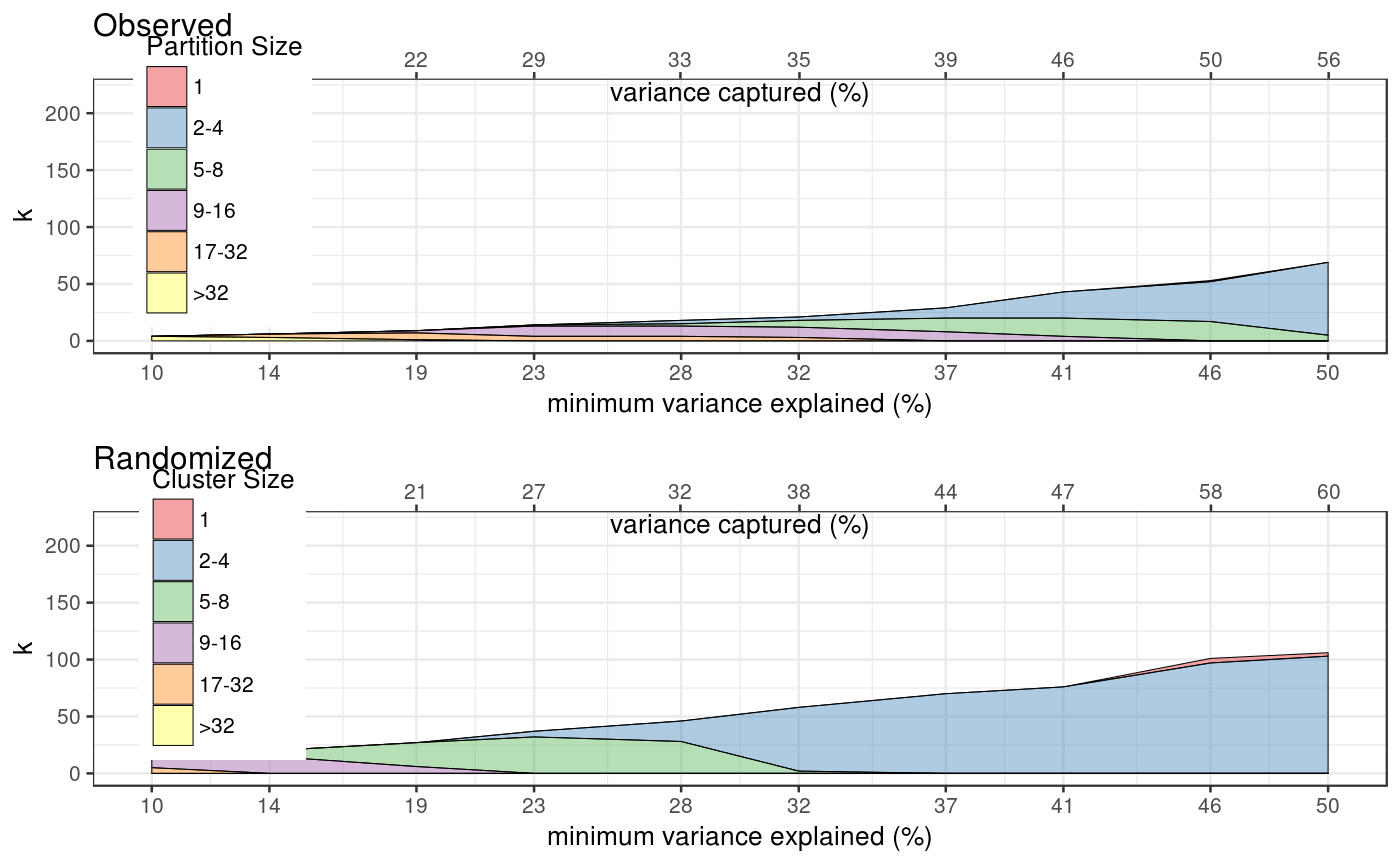 Observed
Partition Size
22 29 33 35 39 46 50 56
variance captured (%)
1
2-4
5-8
9-16
17-32
>32
200
150
100
50
0
k
10 14 19 23 28 32 37 41 46 50
minimum variance explained (%)
Randomized
Cluster Size
21 27 32 38 44 47 58 60
variance captured (%)
1
2-4
5-8
9-16
17-32
>32
200
150
100
50
0
k
10 14 19 23 28 32 37 41 46 50
minimum variance explained (%)